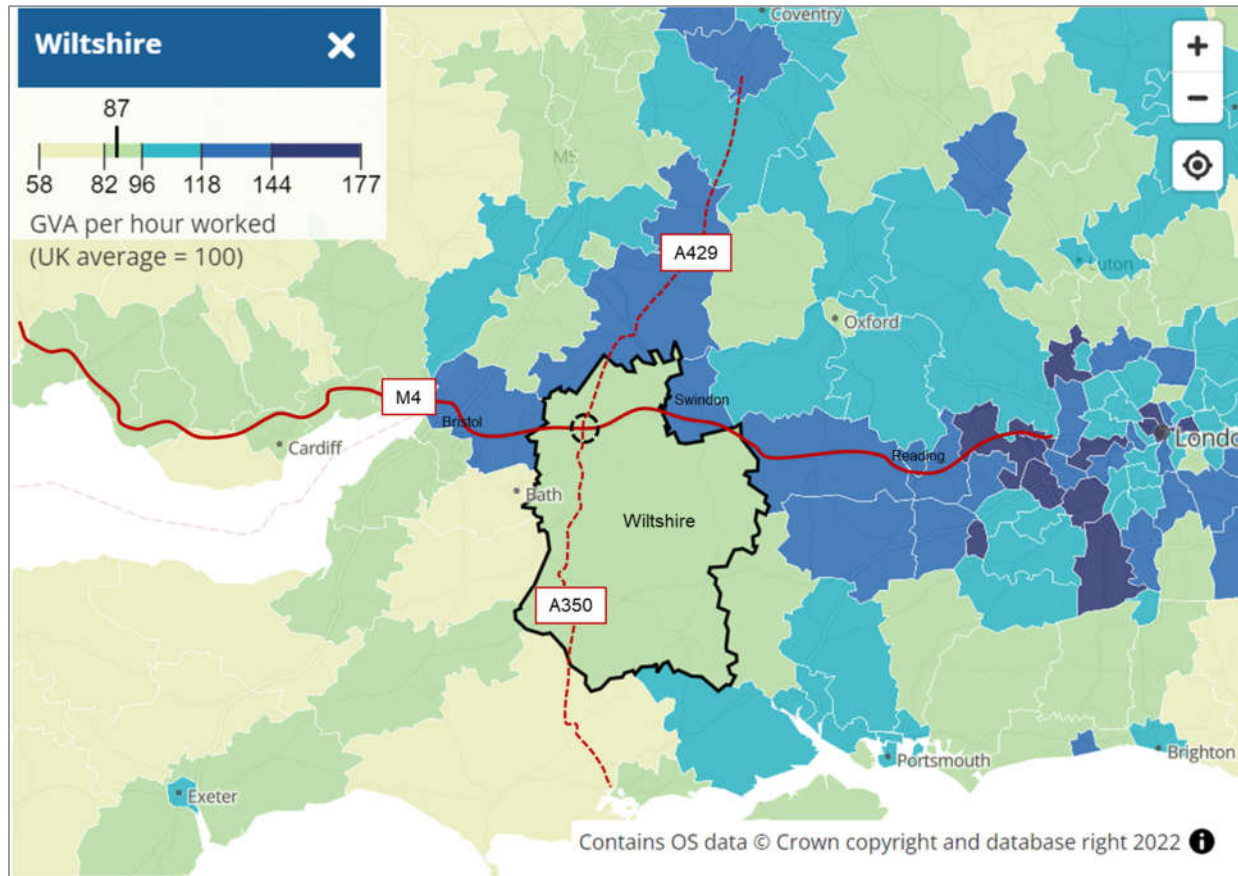 Wiltshire
87
58 82 96 118 144 177
GVA per hour worked
(UK average = 100)
Coventry
M5
A429
Luton
Oxford
M4
Swindon
Bristol
Reading
London
Cardiff
Bath
Wiltshire
A350
Portsmouth
Brighton
Exeter
Contains OS data © Crown copyright and database right 2022